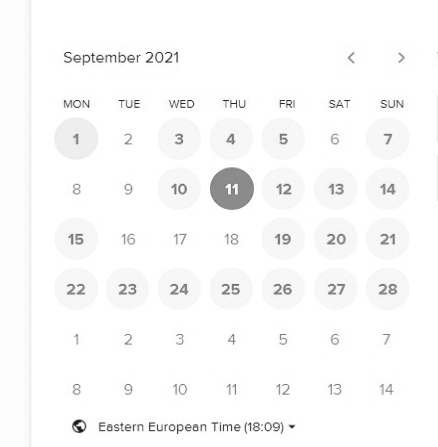 September 2021 < >
MON TUE WED THU FRI SAT SUN
1 2 3 4 5 6 7
8 9 10 11 12 13 14
15 16 17 18 19 20 21
22 23 24 25 26 27 28
1 2 3 4 5 6 7
8 9 10 11 12 13 14
Eastern European Time (18:09)